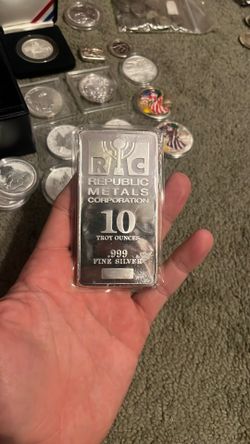 RMC
REPUBLIC
METALS
CORPORATION
10
TROY OUNCES
.999
FINE SILVER